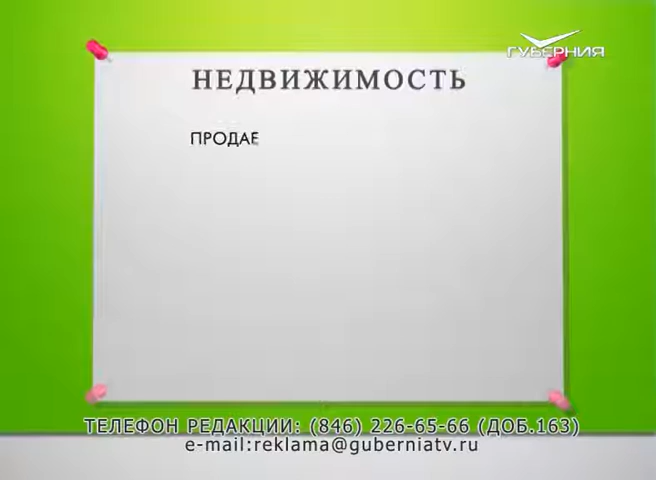 ГУБЕРНИЯ
НЕДВИЖИМОСТЬ
ПРОДАЕ
ТЕЛЕФОН РЕДАКЦИИ: (846) 226-65-66 (ДОБ.163)
e-mail:reklama@guberniatv.ru